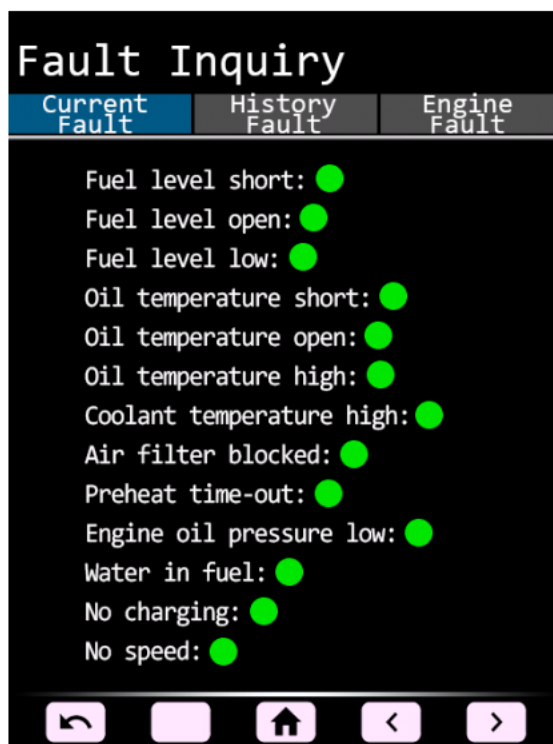 Fault Inquiry
Current Fault
History Fault
Engine Fault
Fuel level short:
Fuel level open:
Fuel level low:
Oil temperature short:
Oil temperature open:
Oil temperature high:
Coolant temperature high:
Air filter blocked:
Preheat time-out:
Engine oil pressure low:
Water in fuel:
No charging:
No speed: